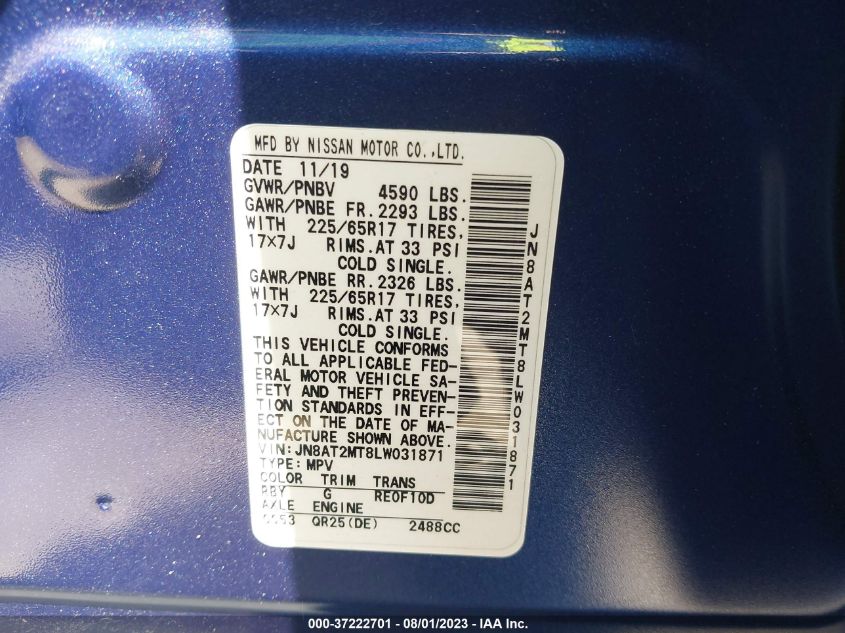 MFD BY NISSAN MOTOR CO.,LTD.
DATE 11/19
GVWR/PNBV 4590 LBS.
GAWR/PNBE FR. 2293 LBS.
WITH 225/65R17 TIRES,
17×7J RIMS. AT 33 PSI
COLD SINGLE.
GAWR/PNBE RR. 2326 LBS.
WITH 225/65R17 TIRES,
17×7J RIMS. AT 33 PSI
COLD SINGLE.
THIS VEHICLE CONFORMS
TO ALL APPLICABLE FED-
ERAL MOTOR VEHICLE SA-
FETY AND THEFT PREVEN-
TION STANDARDS IN EFF-
ECT ON THE DATE OF MA-
NUFACTURE SHOWN ABOVE.
VIN:JN8AT2MT8LW031871
TYPE: MPV
COLOR TRIM TRANS
RBY G RE0F10D
AXLE ENGINE
QR25(DE) 2488CC
JN8AT2MT8LW031871
000-37222701 - 08/01/2023 - IAA Inc.